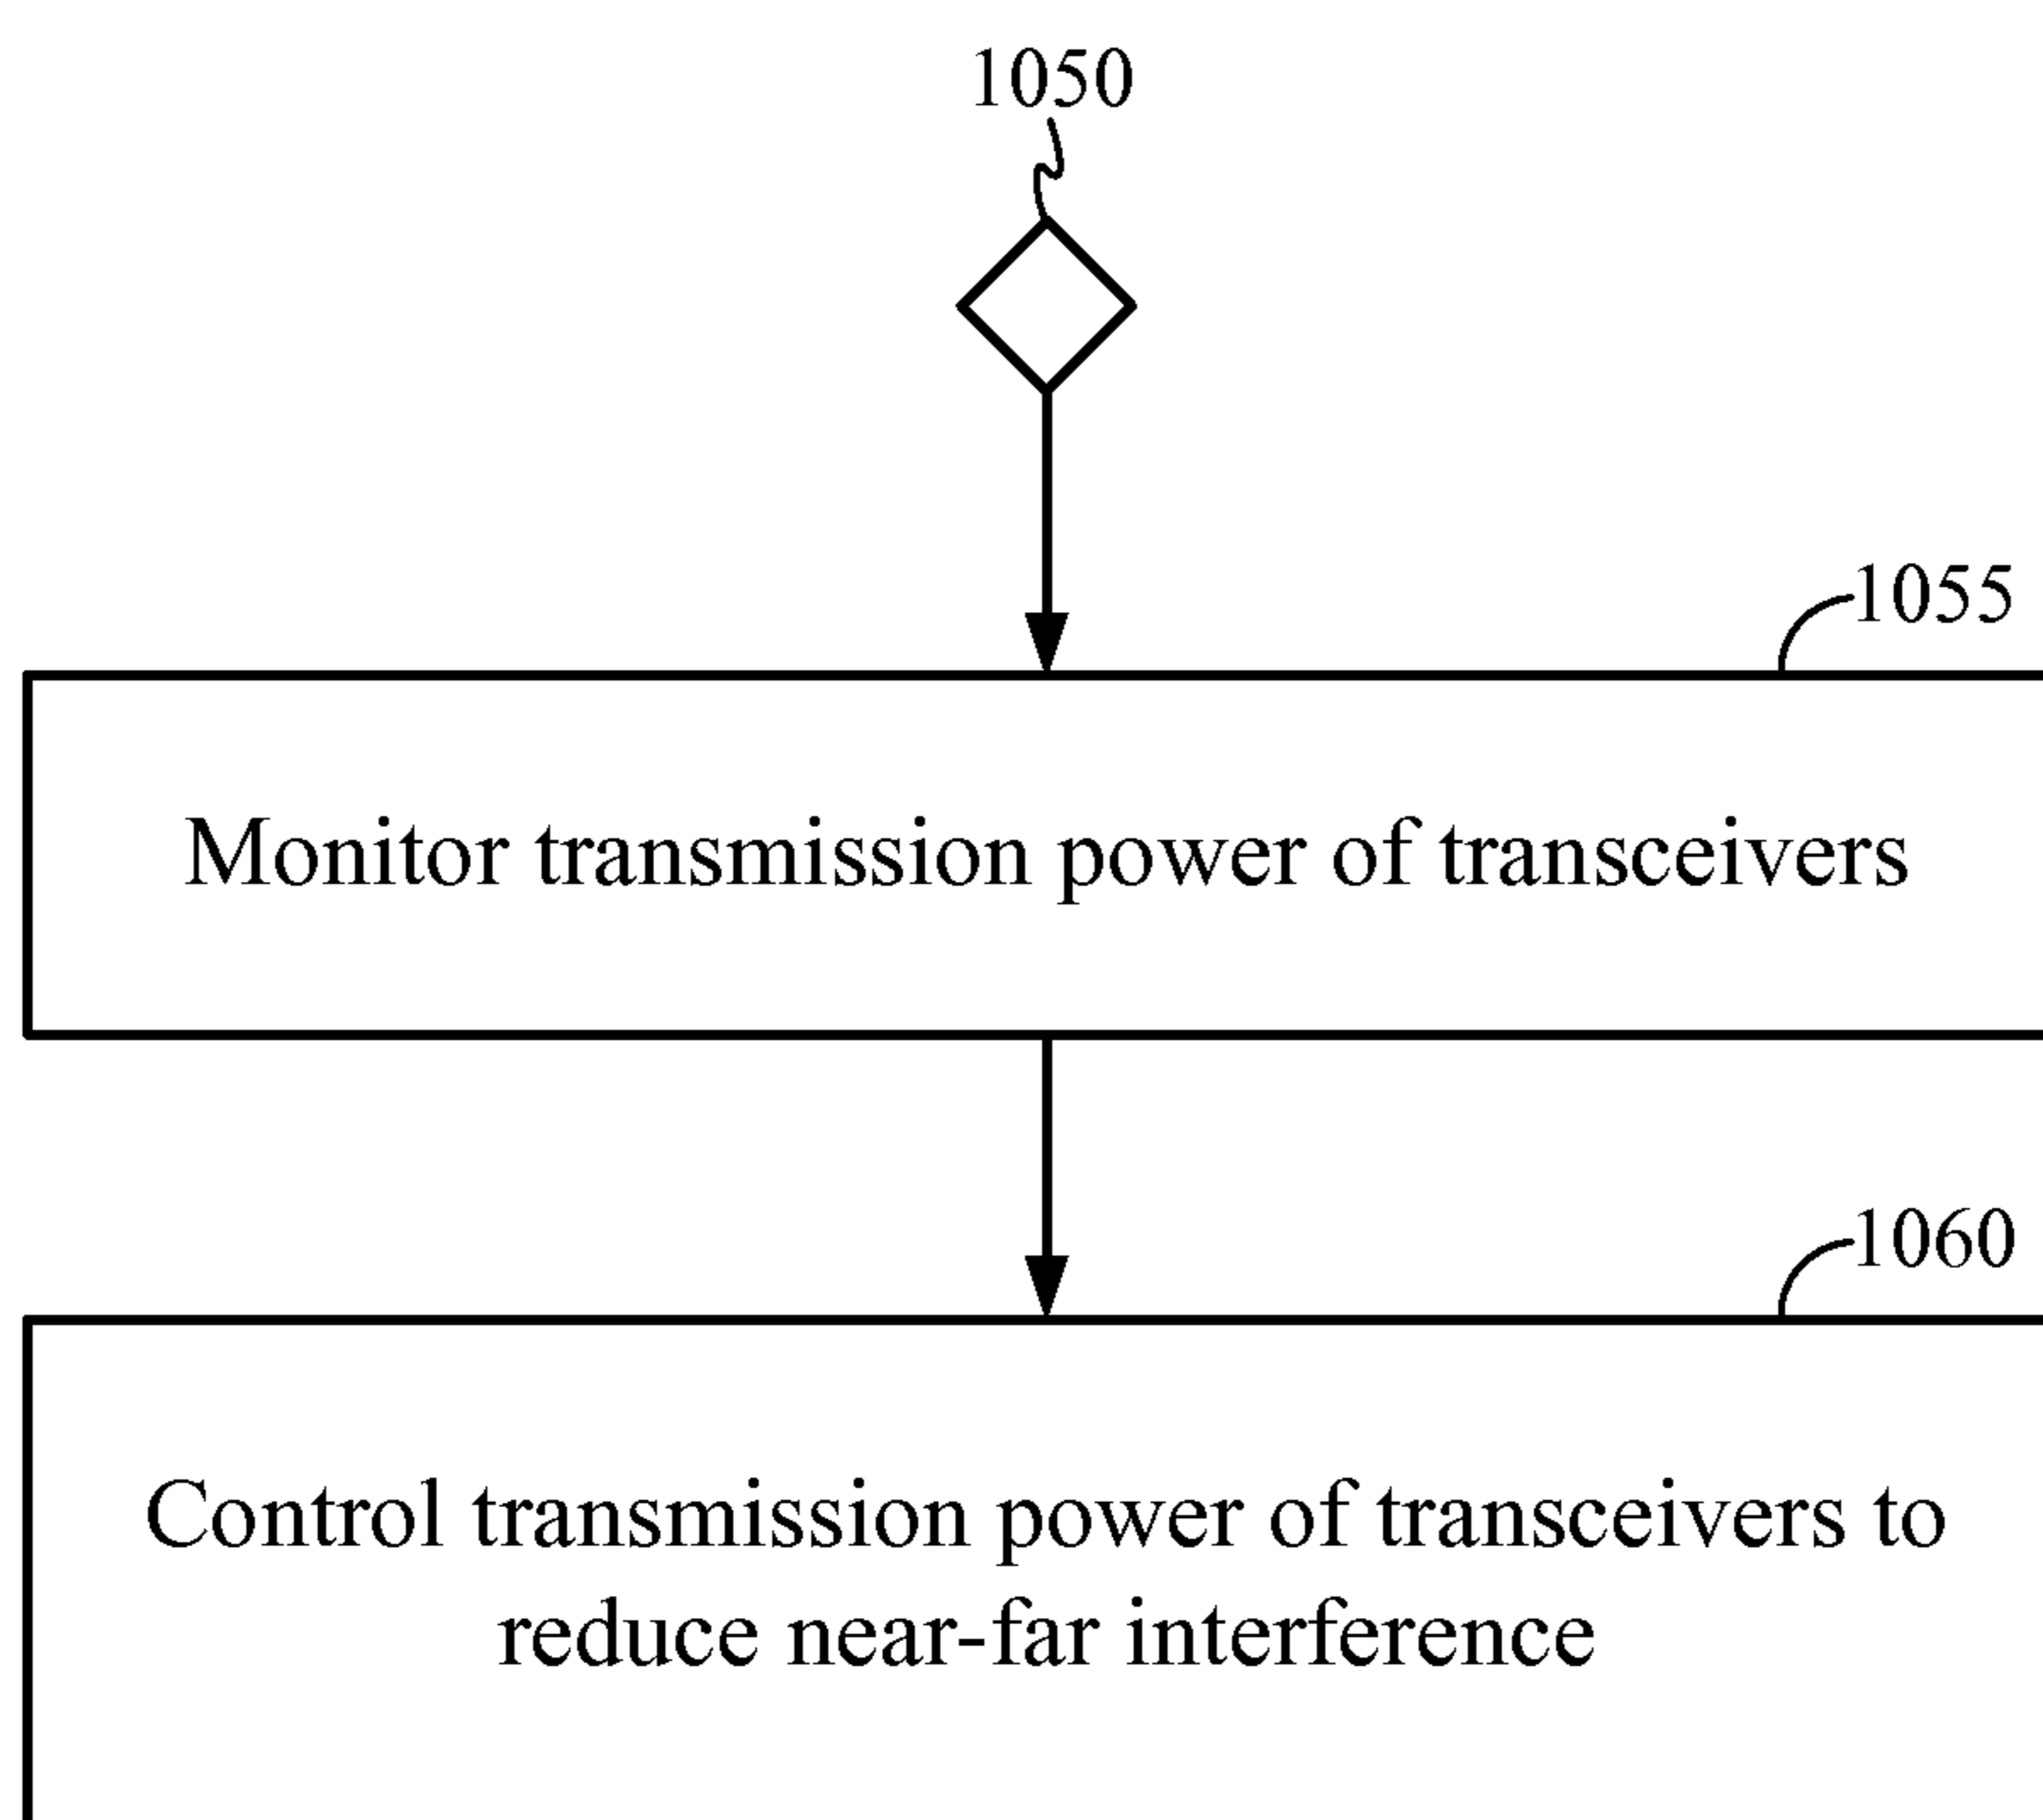 1050
1055
Monitor transmission power of transceivers
1060
Control transmission power of transceivers to
reduce near-far interference